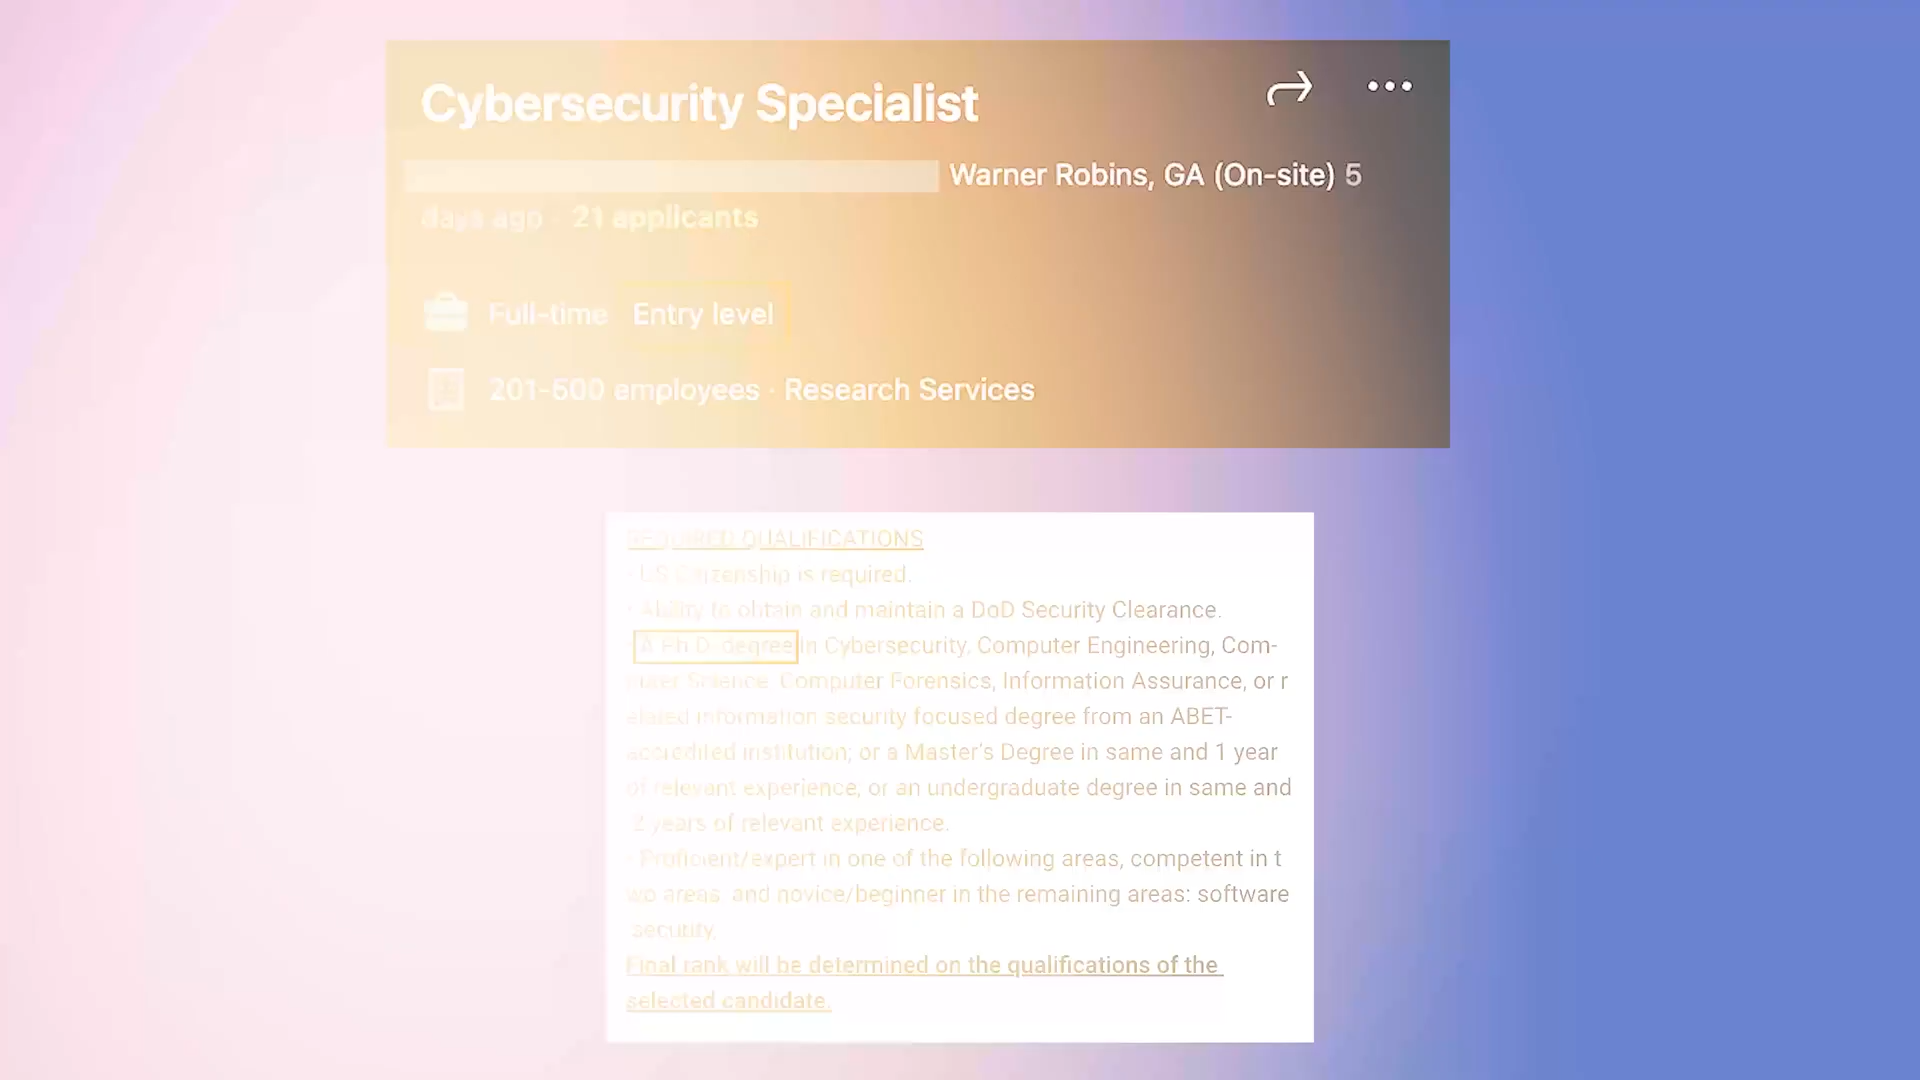 Cybersecurity Specialist
Warner Robins, GA (On-site) 5
days ago · 21 applicants
Full-time Entry level
201-500 employees · Research Services
REQUIRED QUALIFICATIONS
· US Citizenship is required.
· Ability to obtain and maintain a DoD Security Clearance.
· A Ph.D. degree in Cybersecurity, Computer Engineering, Com-
puter Science, Computer Forensics, Information Assurance, or r
elated information security focused degree from an ABET-
accredited institution; or a Master's Degree in same and 1 year
of relevant experience, or an undergraduate degree in same and
2 years of relevant experience.
· Proficient/expert in one of the following areas, competent in t
wo areas, and novice/beginner in the remaining areas: software
security,
Final rank will be determined on the qualifications of the
selected candidate.